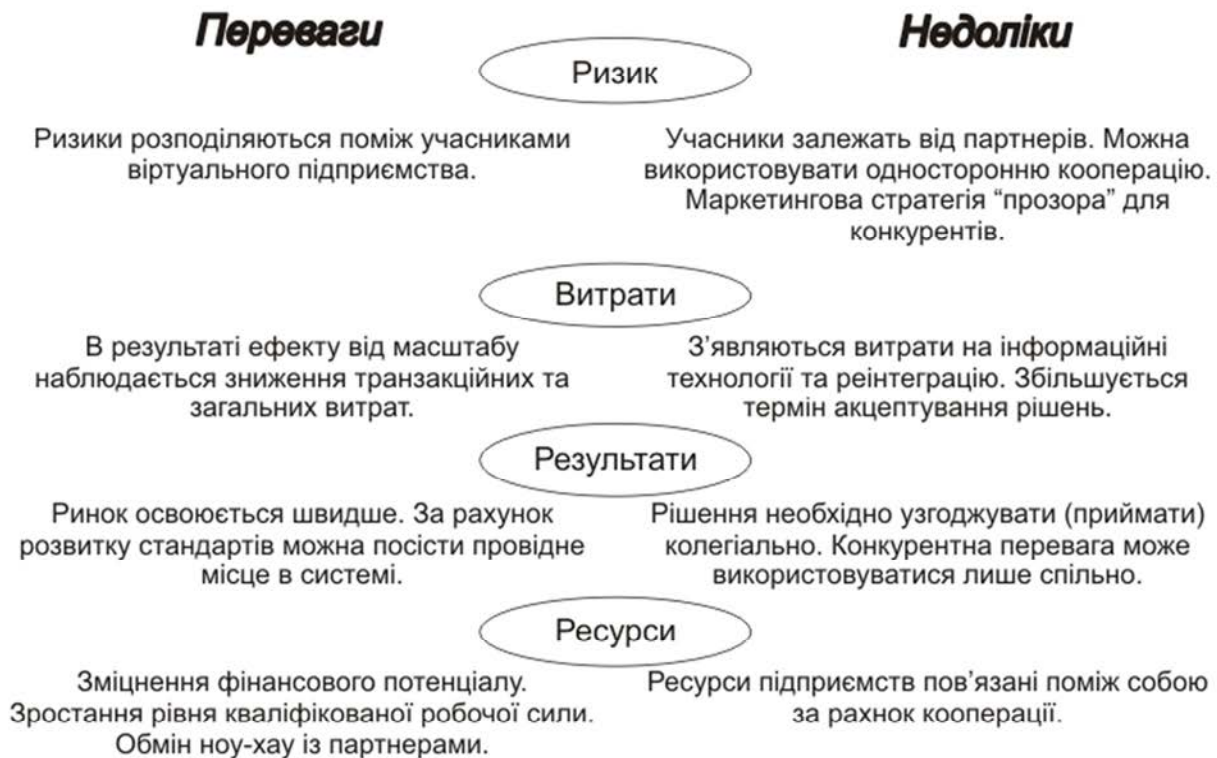 Переваги
Недоліки
Ризик
Ризики розподіляються поміж учасниками
віртуального підприємства.
Учасники залежать від партнерів. Можна
використовувати односторонню кооперацію.
Маркетингова стратегія “прозора” для
конкурентів.
Витрати
В результаті ефекту від масштабу
наблюдається зниження транзакційних та
загальних витрат.
З’являються витрати на інформаційні
технології та реінтеграцію. Збільшується
термін акцептування рішень.
Результати
Ринок освоюється швидше. За рахунок
розвитку стандартів можна посісти провідне
місце в системі.
Рішення необхідно узгоджувати (приймати)
колегіально. Конкурентна перевага може
використовуватися лише спільно.
Ресурси
Зміцнення фінансового потенціалу.
Зростання рівня кваліфікованої робочої сили.
Обмін ноу-хау із партнерами.
Ресурси підприємств пов’язані поміж собою
за рахнок кооперації.